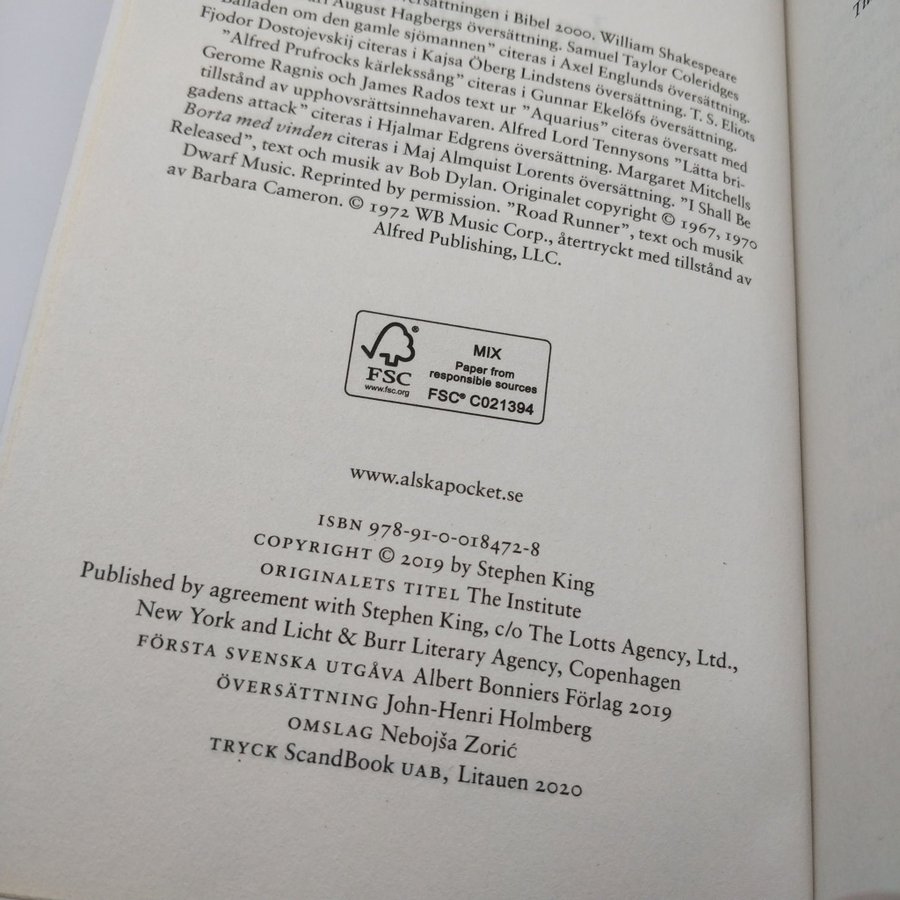 August Hagbergs översättning. Samuel Taylor Coleridges
översättningen i Bibel 2000, William Shakespeare
Balladen om den gamle sjömannen" citeras i Axel Englunds översättning.
Fjodor Dostojevskij citeras i Kajsa Öberg Lindstens översättning. T. S. Eliots
"Alfred Prufrocks kärlekssång" citeras i Gunnar Ekelöfs översättning.
Gerome Ragnis och James Rados text ur "Aquarius" citeras översatt med
tillstånd av upphovsrättsinnehavaren. Alfred Lord Tennysons "Lätta bri-
gadens attack" citeras i Hjalmar Edgrens översättning. Margaret Mitchells
Borta med vinden citeras i Maj Almquist Lorents översättning. "I Shall Be
Released", text och musik av Bob Dylan. Originalet copyright © 1967, 1970
Dwarf Music. Reprinted by permission. "Road Runner", text och musik
av Barbara Cameron. © 1972 WB Music Corp., återtryckt med tillstånd av
Alfred Publishing, LLC.
FSC
www.fsc.org
MIX
Paper from
responsible sources
FSC® C021394
www.alskapocket.se
ISBN 978-91-0-018472-8
COPYRIGHT © 2019 by Stephen King
ORIGINALETS TITEL The Institute
Published by agreement with Stephen King, c/o The Lotts Agency, Ltd.,
New York and Licht & Burr Literary Agency, Copenhagen
FÖRSTA SVENSKA UTGÅVA Albert Bonniers Förlag 2019
ÖVERSÄTTNING John-Henri Holmberg
OMSLAG Nebojša Zorić
TRYCK ScandBook UAB, Litauen 2020